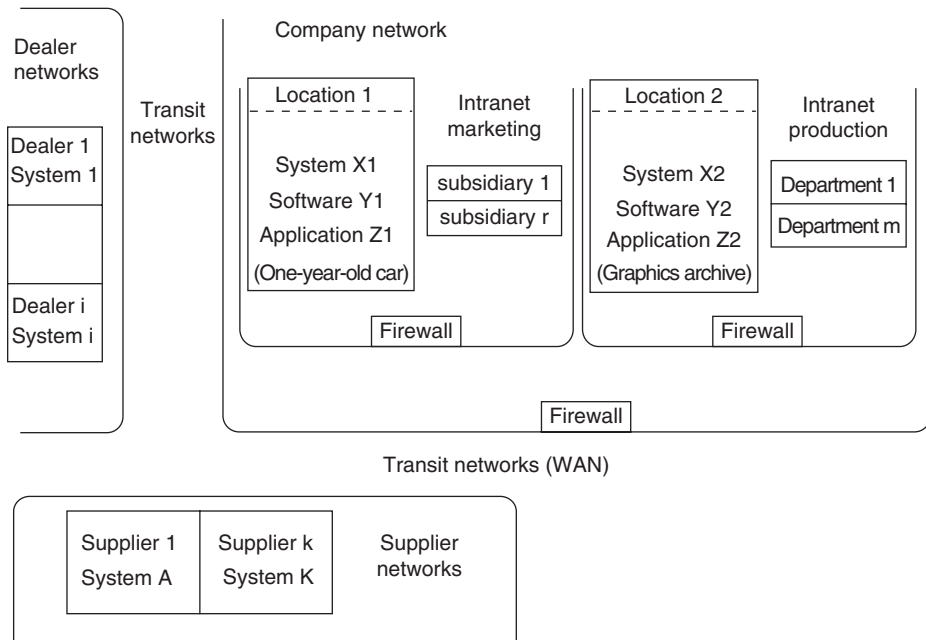 Dealer
networks
Dealer 1
System 1
Dealer i
System i
Transit
networks
Company network
Location 1
System X1
Software Y1
Application Z1
(One-year-old car)
Intranet
marketing
subsidiary 1
subsidiary r
Firewall
Location 2
System X2
Software Y2
Application Z2
(Graphics archive)
Intranet
production
Department 1
Department m
Firewall
Firewall
Transit networks (WAN)
Supplier 1
System A
Supplier k
System K
Supplier
networks